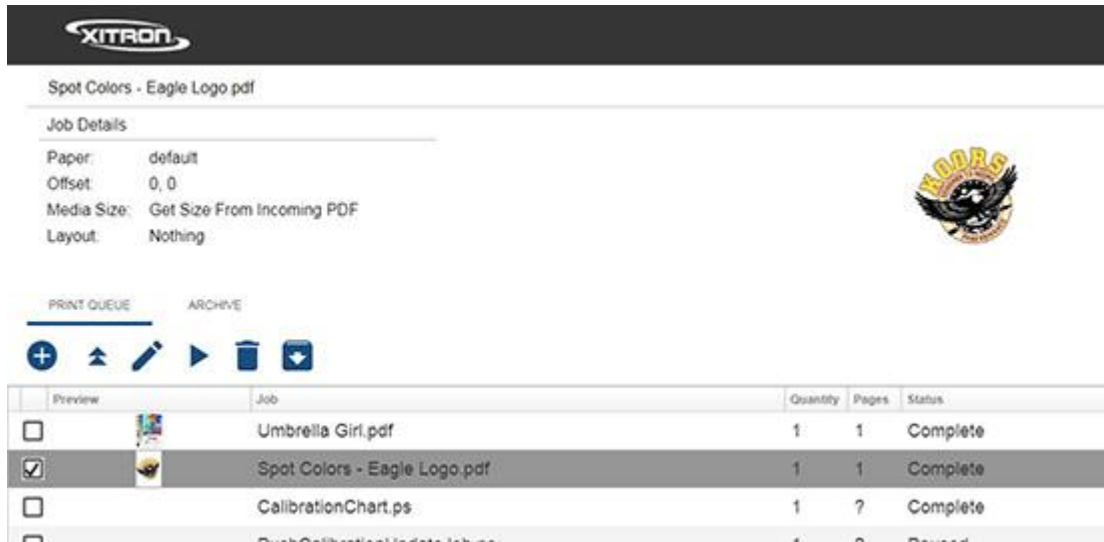 XITRON
Spot Colors - Eagle Logo.pdf
Job Details
Paper: default
Offset: 0, 0
Media Size: Get Size From Incoming PDF
Layout: Nothing
KOORS
PRINT QUEUE ARCHIVE
Preview Job Quantity Pages Status
Umbrella Girl.pdf 1 1 Complete
Spot Colors - Eagle Logo.pdf 1 1 Complete
CalibrationChart.ps 1 ? Complete